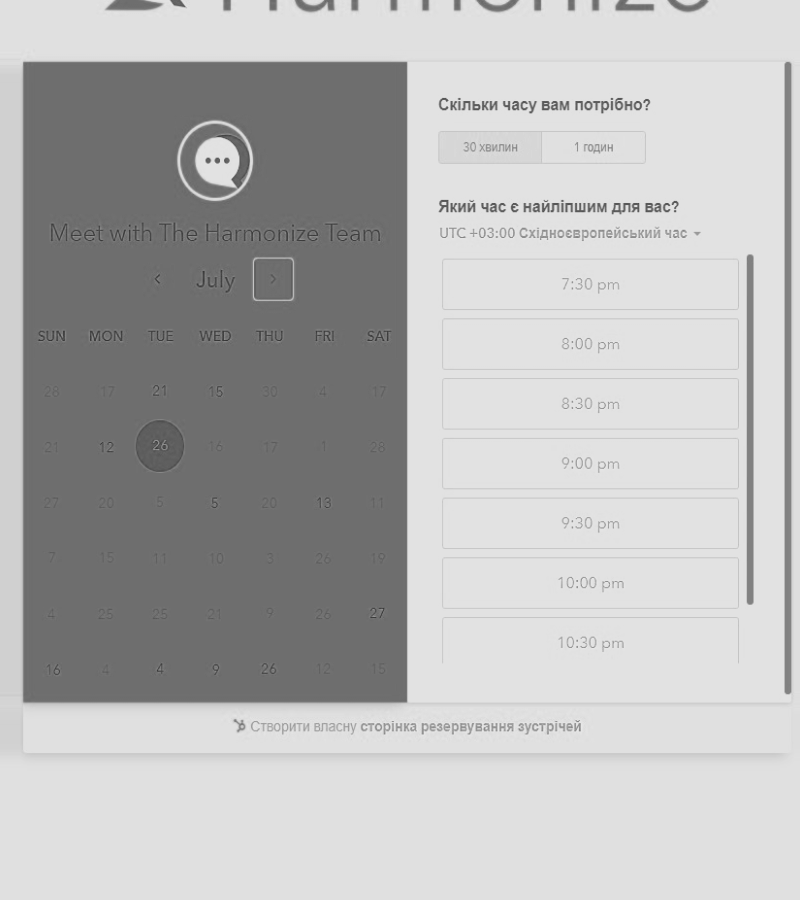 Harmonize
Meet with The Harmonize Team
July
SUN MON TUE WED THU FRI SAT
28 17 21 15 30 4 17
21 12 26 16 17 1 28
27 20 5 5 20 13 11
7 15 11 10 3 26 19
4 25 25 21 9 26 27
16 4 4 9 26 12 15
Скільки часу вам потрібно?
30 хвилин 1 годин
Який час є найліпшим для вас?
UTC +03:00 Східноєвропейський час
7:30 pm
8:00 pm
8:30 pm
9:00 pm
9:30 pm
10:00 pm
10:30 pm
Створити власну сторінка резервування зустрічей